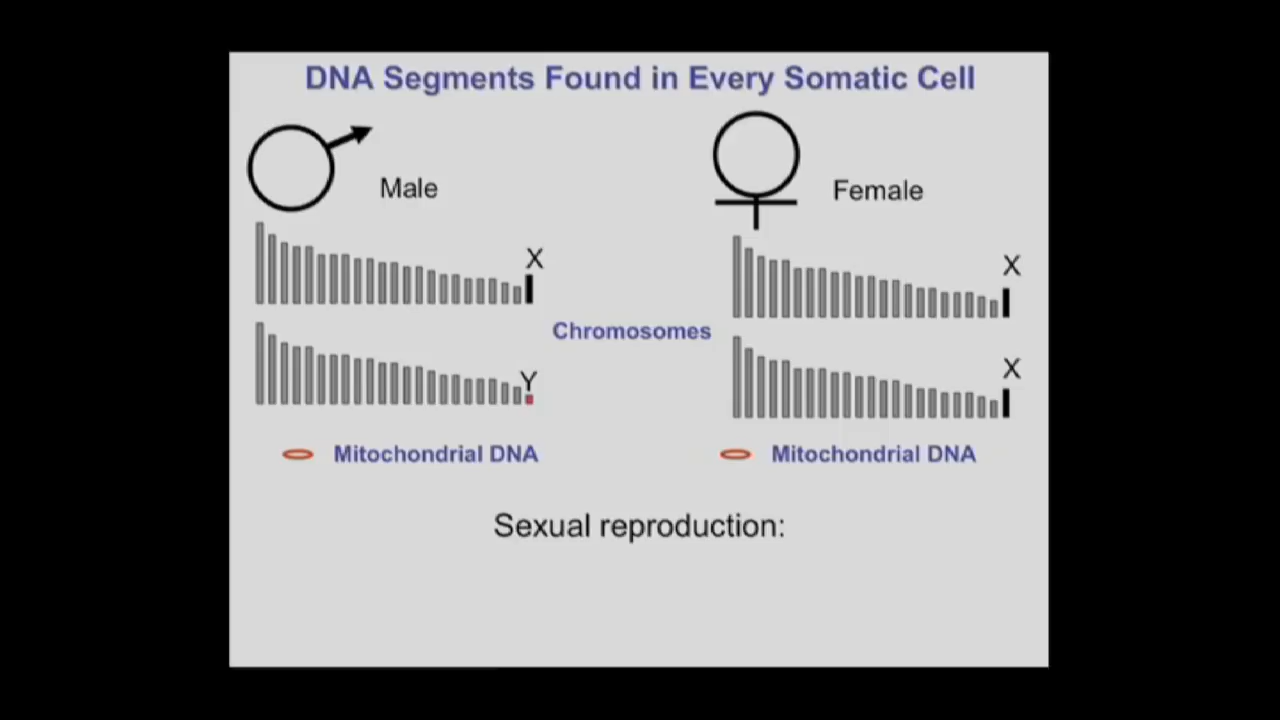 DNA Segments Found in Every Somatic Cell
Male
Female
X
X
Chromosomes
Y
X
Mitochondrial DNA
Mitochondrial DNA
Sexual reproduction: